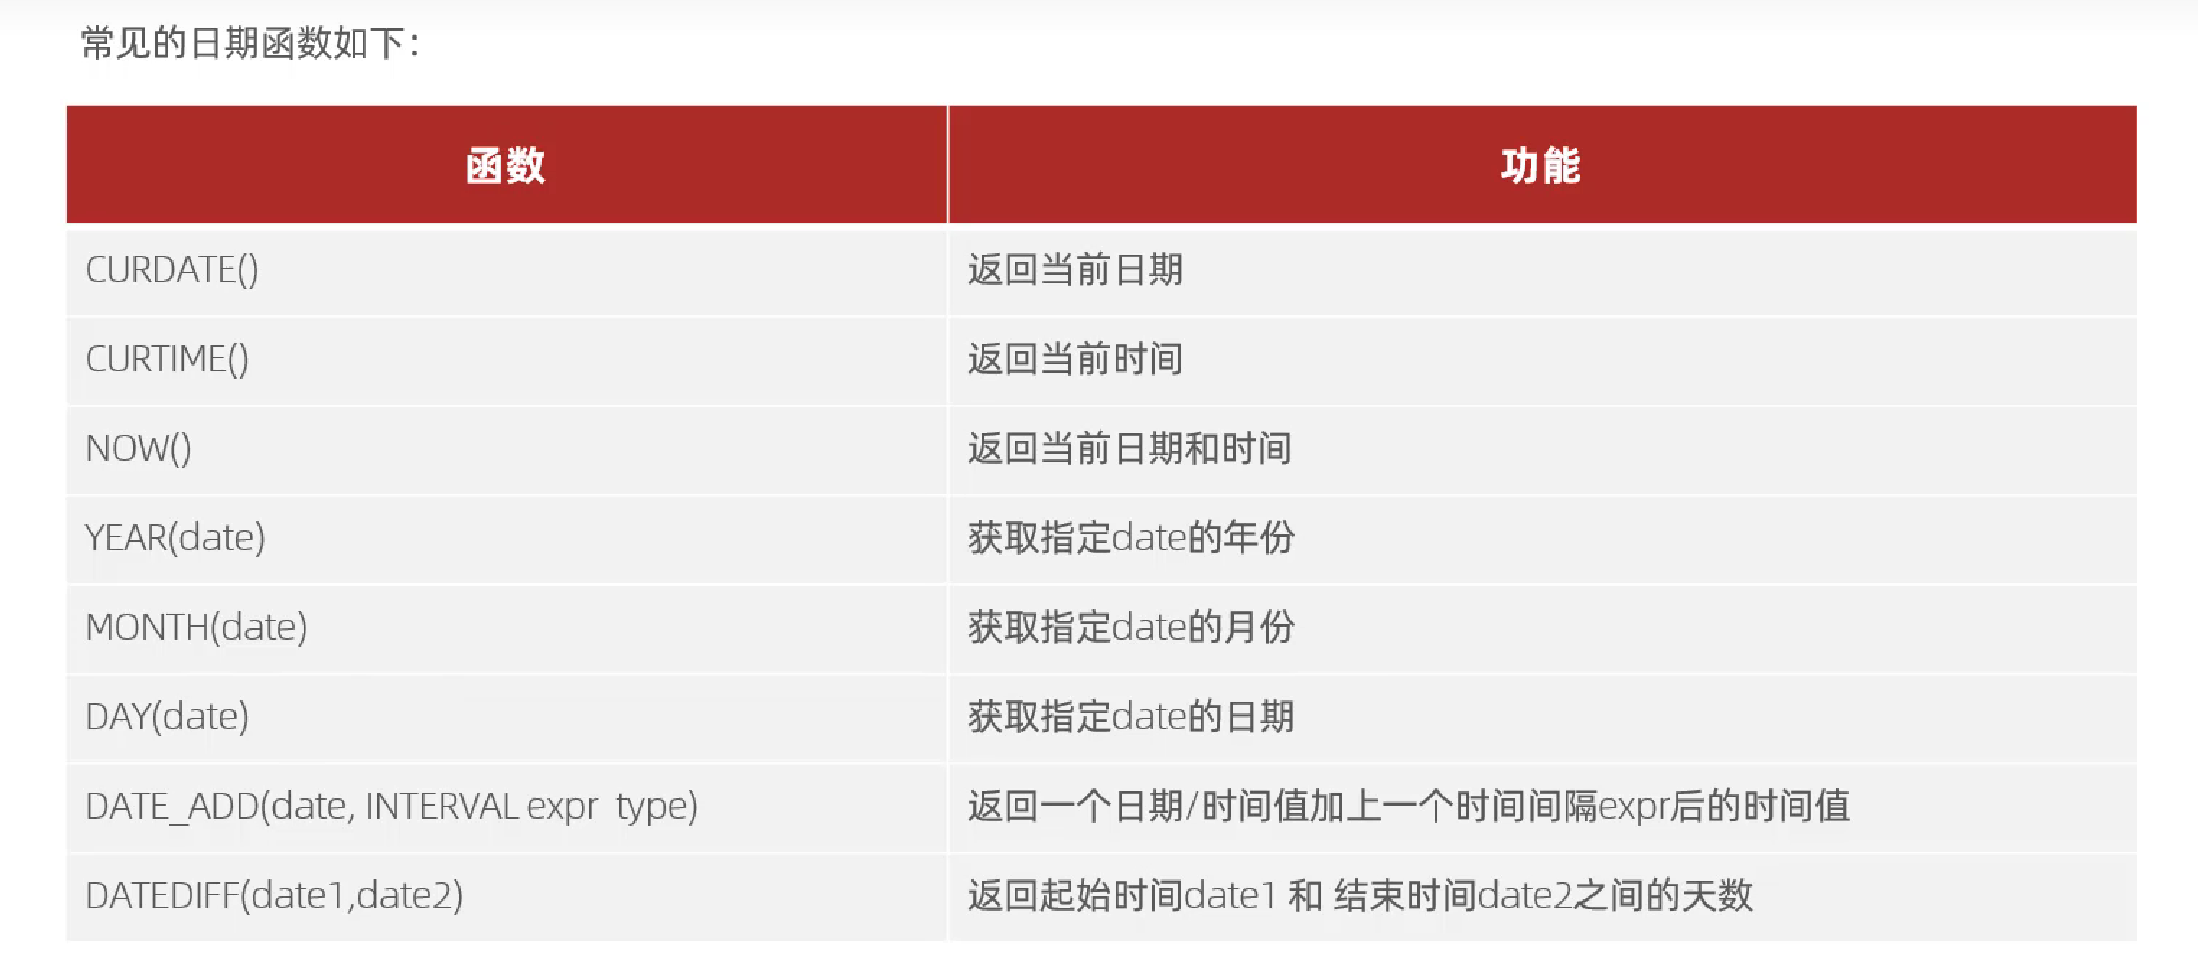 常见的日期函数如下：
函数 功能
CURDATE() 返回当前日期
CURTIME() 返回当前时间
NOW() 返回当前日期和时间
YEAR(date) 获取指定date的年份
MONTH(date) 获取指定date的月份
DAY(date) 获取指定date的日期
DATE_ADD(date, INTERVAL expr type) 返回一个日期/时间值加上一个时间间隔expr后的时间值
DATEDIFF(date1,date2) 返回起始时间date1 和 结束时间date2之间的天数